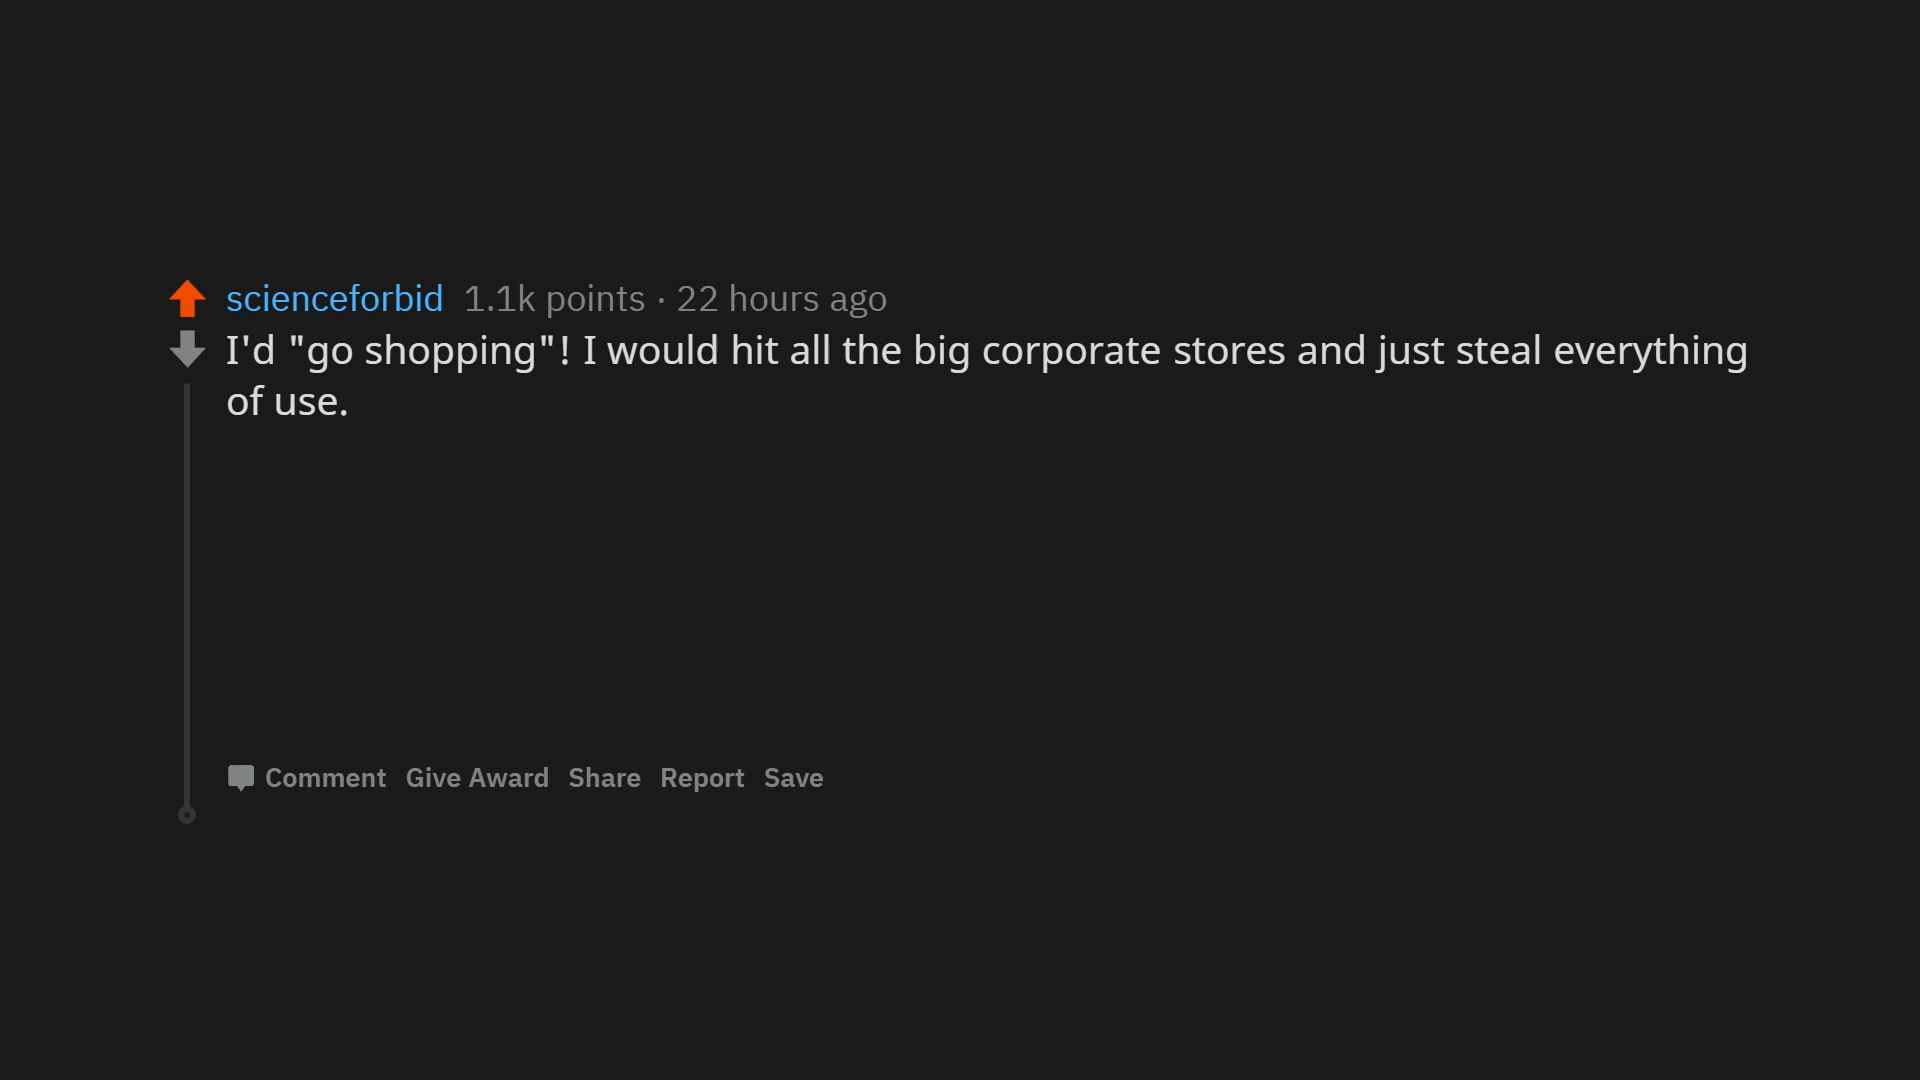 scienceforbid 1.1k points · 22 hours ago
I'd "go shopping"! I would hit all the big corporate stores and just steal everything
of use.
Comment Give Award Share Report Save